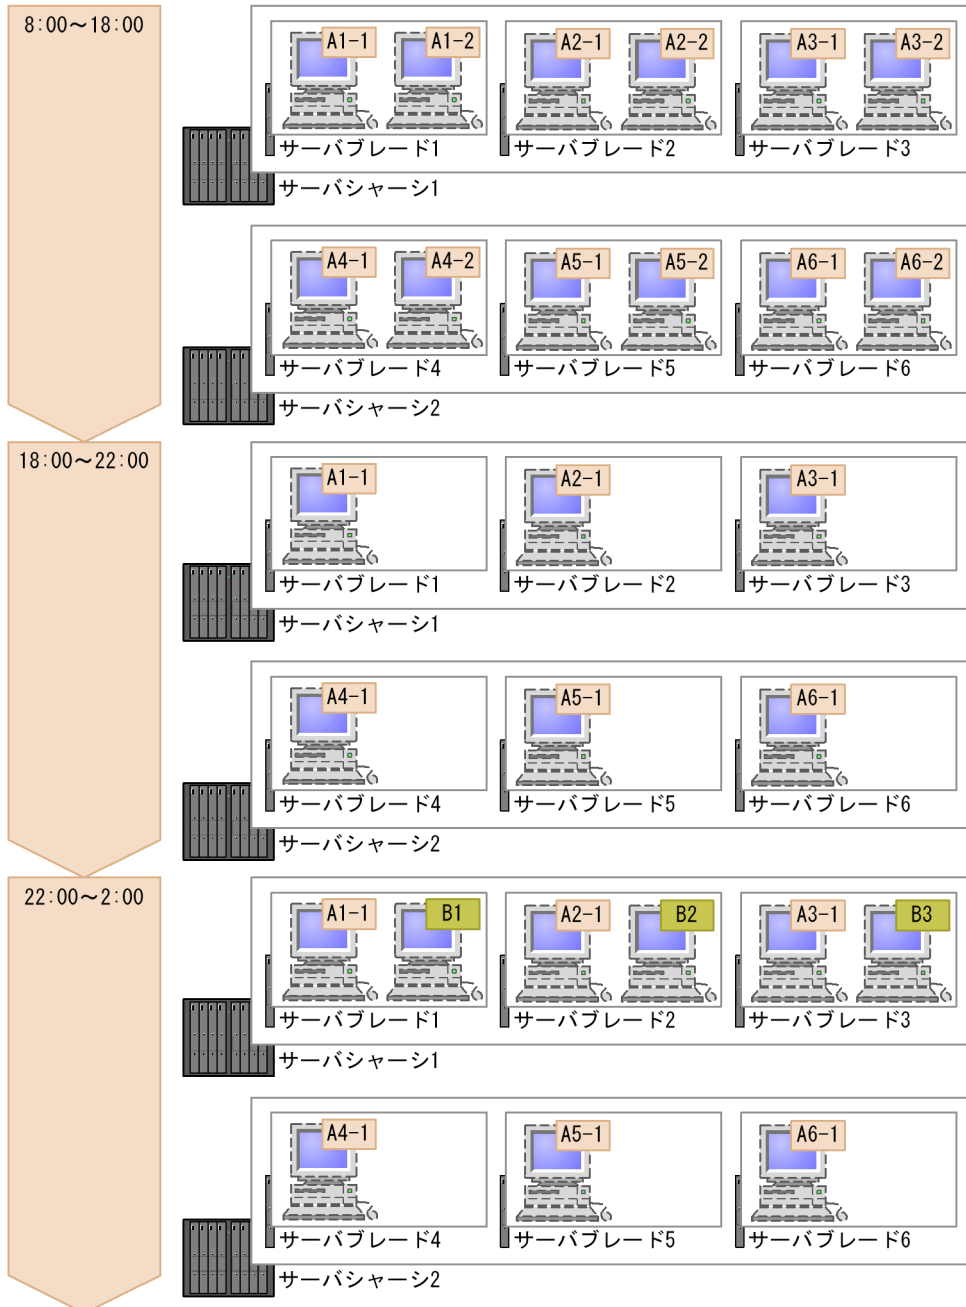 8:00～18:00
A1-1 A1-2 A2-1 A2-2 A3-1 A3-2
サーバブレード1 サーバブレード2 サーバブレード3
サーバシャーシ1
A4-1 A4-2 A5-1 A5-2 A6-1 A6-2
サーバブレード4 サーバブレード5 サーバブレード6
サーバシャーシ2
18:00～22:00
A1-1 A2-1 A3-1
サーバブレード1 サーバブレード2 サーバブレード3
サーバシャーシ1
A4-1 A5-1 A6-1
サーバブレード4 サーバブレード5 サーバブレード6
サーバシャーシ2
22:00～2:00
A1-1 B1 A2-1 B2 A3-1 B3
サーバブレード1 サーバブレード2 サーバブレード3
サーバシャーシ1
A4-1 A5-1 A6-1
サーバブレード4 サーバブレード5 サーバブレード6
サーバシャーシ2